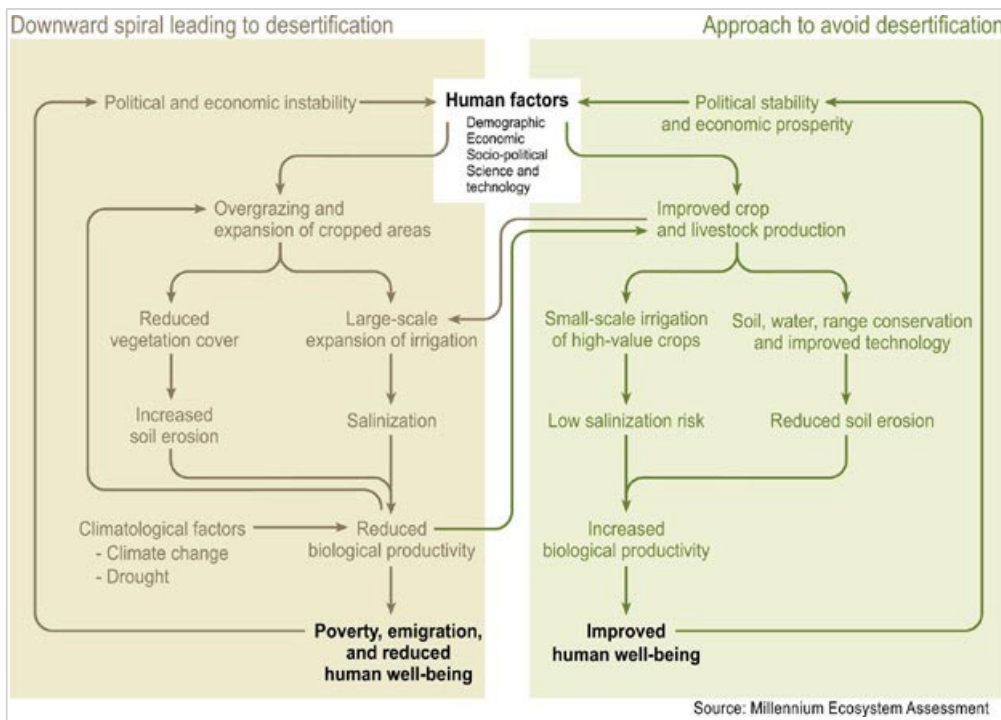 Downward spiral leading to desertification
Approach to avoid desertification
Political and economic instability
Human factors
Demographic
Economic
Socio-political
Science and
technology
Political stability
and economic prosperity
Overgrazing and
expansion of cropped areas
Improved crop
and livestock production
Reduced
vegetation cover
Large-scale
expansion of irrigation
Small-scale irrigation
of high-value crops
Soil, water, range conservation
and improved technology
Increased
soil erosion
Salinization
Low salinization risk
Reduced soil erosion
Climatological factors
- Climate change
- Drought
Reduced
biological productivity
Increased
biological productivity
Poverty, emigration,
and reduced
human well-being
Improved
human well-being
Source: Millennium Ecosystem Assessment